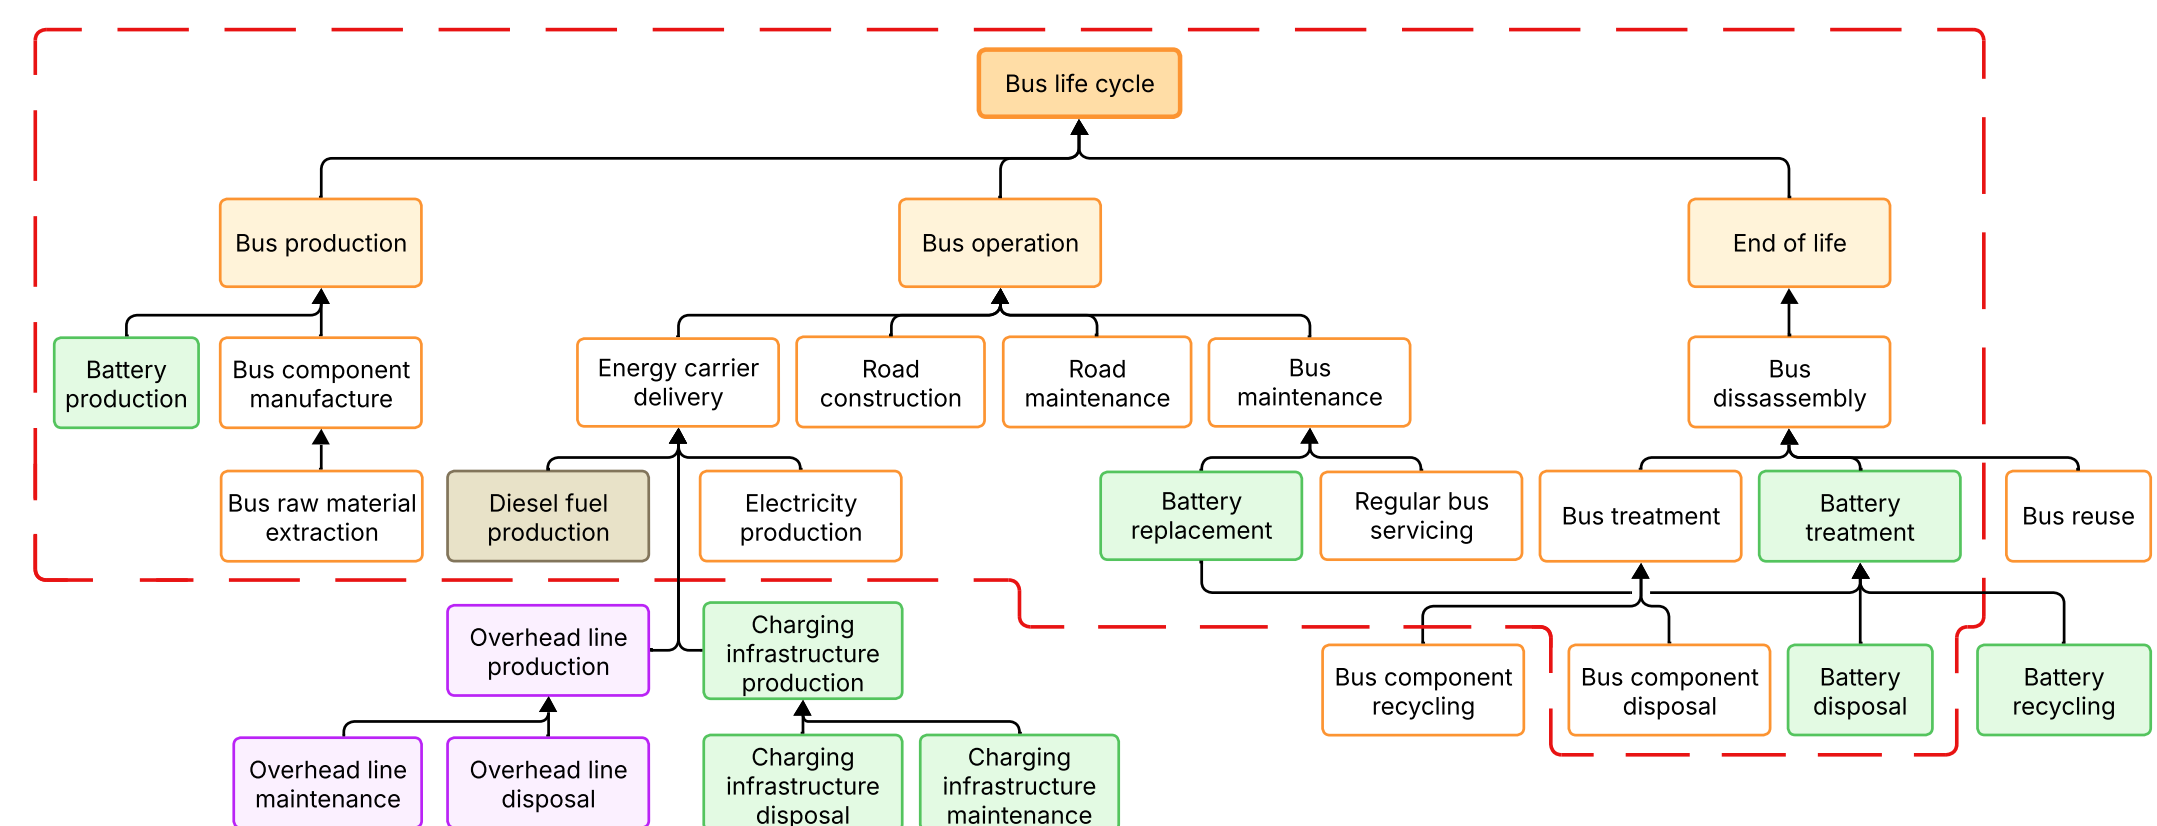 Bus life cycle
Bus production
Bus operation
End of life
Battery
production
Bus component
manufacture
Energy carrier
delivery
Road
construction
Road
maintenance
Bus
maintenance
Bus
dissassembly
Bus raw material
extraction
Diesel fuel
production
Electricity
production
Battery
replacement
Regular bus
servicing
Bus treatment
Battery
treatment
Bus reuse
Overhead line
production
Charging
infrastructure
production
Bus component
recycling
Bus component
disposal
Battery
disposal
Battery
recycling
Overhead line
maintenance
Overhead line
disposal
Charging
infrastructure
disposal
Charging
infrastructure
maintenance